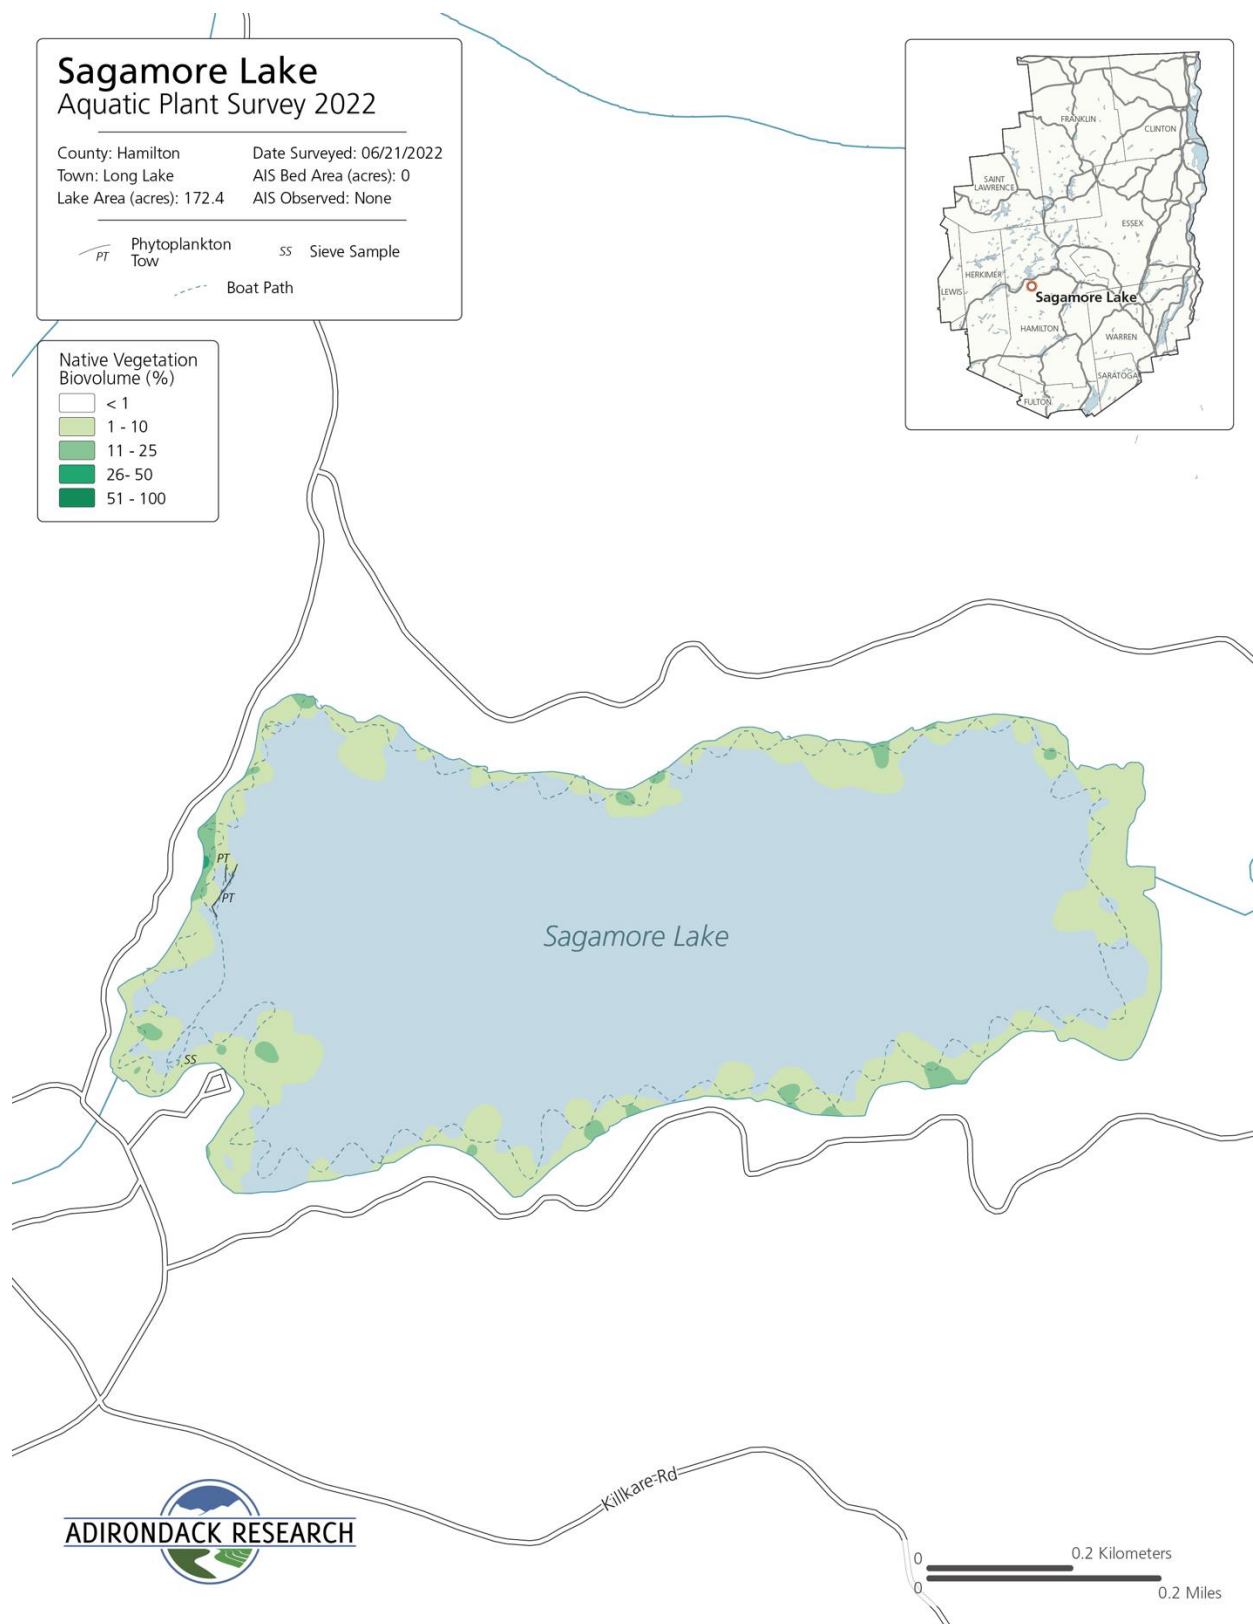 Sagamore Lake
Aquatic Plant Survey 2022
County: Hamilton
Date Surveyed: 06/21/2022
Town: Long Lake
AIS Bed Area (acres): 0
Lake Area (acres): 172.4
AIS Observed: None
PT
Phytoplankton
Tow
SS
Sieve Sample
Boat Path
Native Vegetation
Biovolume (%)
< 1
1 - 10
11 - 25
26- 50
51 - 100
FRANKLIN
CLINTON
SAINT
LAWRENCE
ESSEX
HERKIMER
LEWIS
Sagamore Lake
HAMILTON
WARREN
SARATOGA
FULTON
PT
PT
Sagamore Lake
SS
Killkare Rd
ADIRONDACK RESEARCH
0
0.2 Kilometers
0
0.2 Miles